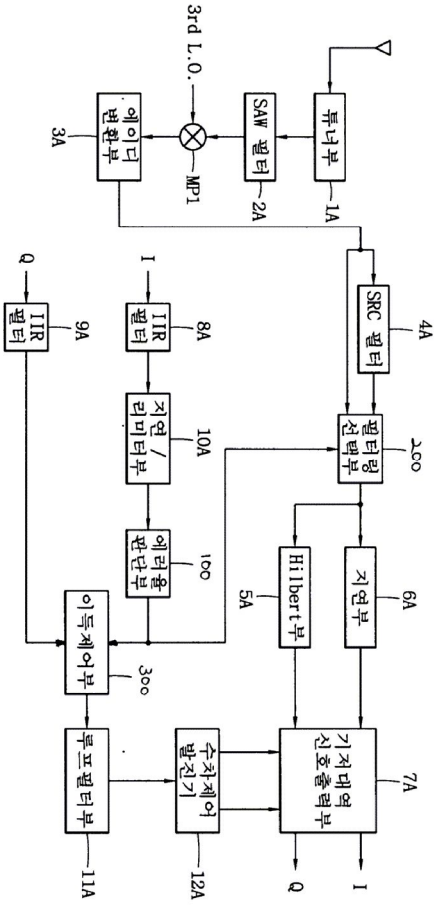 튜너부
1A
SAW 필터
2A
3rd L.O.
MP1
에이디
변환부
3A
SRC 필터
4A
필터링
선택부
200
지연부
6A
Hilbert부
5A
기저대역
신호출력부
7A
I
Q
I
IIR
필터
8A
지연/
리미터부
10A
에러율
판단부
100
Q
IIR
필터
9A
이득제어부
300
루프필터부
11A
수차제어
발진기
12A